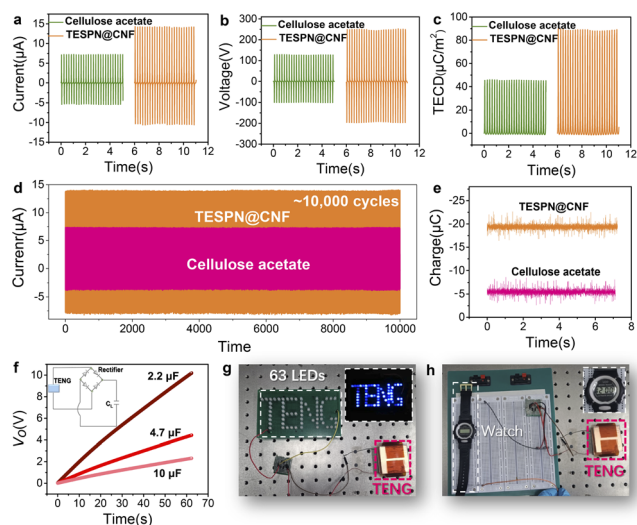 a
Cellulose acetate
TESPN@CNF
Current(μA)
15
10
5
0
-5
-10
-15
0 2 4 6 8 10 12
Time(s)
b
Cellulose acetate
TESPN@CNF
Voltage(V)
300
200
100
0
-100
-200
-300
0 2 4 6 8 10 12
Time(s)
c
Cellulose acetate
TESPN@CNF
TECD(μC/m²)
100
80
60
40
20
0
0 2 4 6 8 10 12
Time(s)
d
~10,000 cycles
TESPN@CNF
Cellulose acetate
Currenr(μA)
15
10
5
0
-5
0 2000 4000 6000 8000 10000
Time
e
TESPN@CNF
Cellulose acetate
Charge(μC)
-25
-20
-15
-10
-5
0
0 2 4 6 8
Time(s)
f
Rectifier
TENG
C_L
2.2 μF
4.7 μF
10 μF
V_O(V)
10
8
6
4
2
0
0 10 20 30 40 50 60 70
Time(s)
g
63 LEDs
TENG
TENG
TENG
h
Watch
TENG